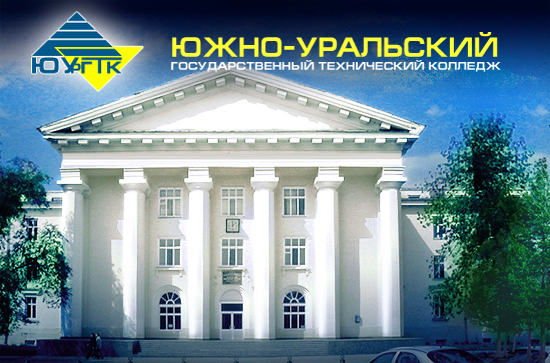 ЮУрГТК
ЮЖНО-УРАЛЬСКИЙ
ГОСУДАРСТВЕННЫЙ ТЕХНИЧЕСКИЙ КОЛЛЕДЖ